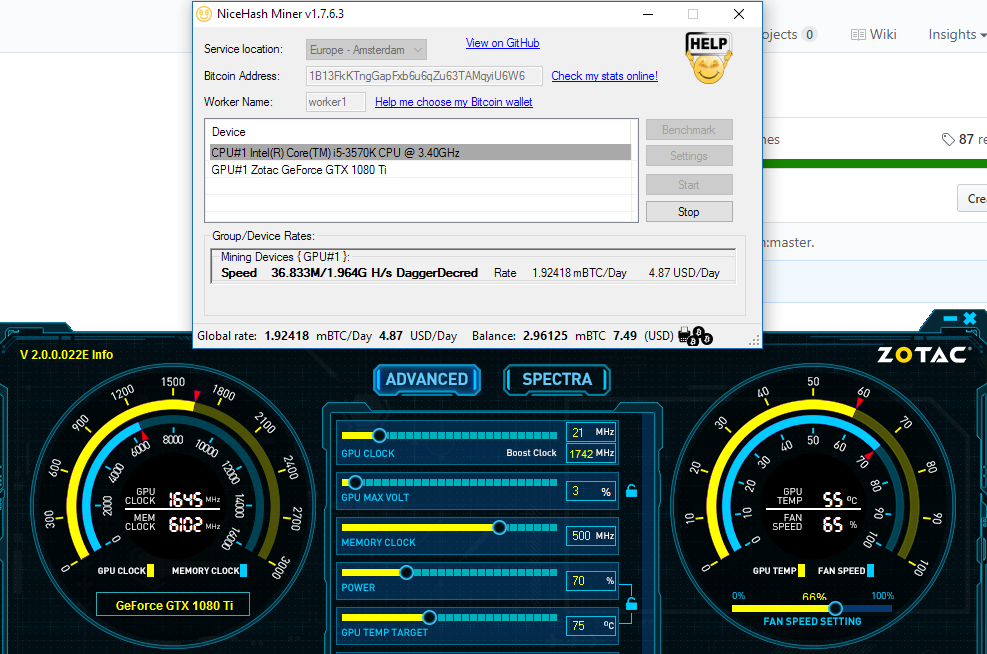 NiceHash Miner v1.7.6.3
Service location: Europe - Amsterdam View on GitHub HELP
Bitcoin Address: 1B13FkKTngGapFxb6u6qZu63TAMqyiU6W6 Check my stats online!
Worker Name: worker1 Help me choose my Bitcoin wallet
Device
CPU#1 Intel(R) Core(TM) i5-3570K CPU @ 3.40GHz
GPU#1 Zotac GeForce GTX 1080 Ti
Benchmark
Settings
Start
Stop
Group/Device Rates:
Mining Devices { GPU#1 }:
Speed 36.833M/1.964G H/s DaggerDecred Rate 1.92418 mBTC/Day 4.87 USD/Day
Global rate: 1.92418 mBTC/Day 4.87 USD/Day Balance: 2.96125 mBTC 7.49 (USD)
ojects 0 Wiki Insights
nes 87 re
Crea
n:master.
V 2.0.0.022E Info
ZOTAC
ADVANCED SPECTRA
0 300 600 900 1200 1500 1800 2100 2400 2700 3000
0 2000 4000 6000 8000 10000 12000 14000 16000
GPU CLOCK 1645 MHz
MEM CLOCK 6102 MHz
GPU CLOCK MEMORY CLOCK
GeForce GTX 1080 Ti
21 MHz
GPU CLOCK Boost Clock 1742 MHz
GPU MAX VOLT 3 %
MEMORY CLOCK 500 MHz
POWER 70 %
GPU TEMP TARGET 75 ºC
0 10 20 30 40 50 60 70 80 90 100
0 10 20 30 40 50 60 70 80 90 100
GPU TEMP 55 ºC
FAN SPEED 65 %
GPU TEMP FAN SPEED
0% 66% 100%
FAN SPEED SETTING